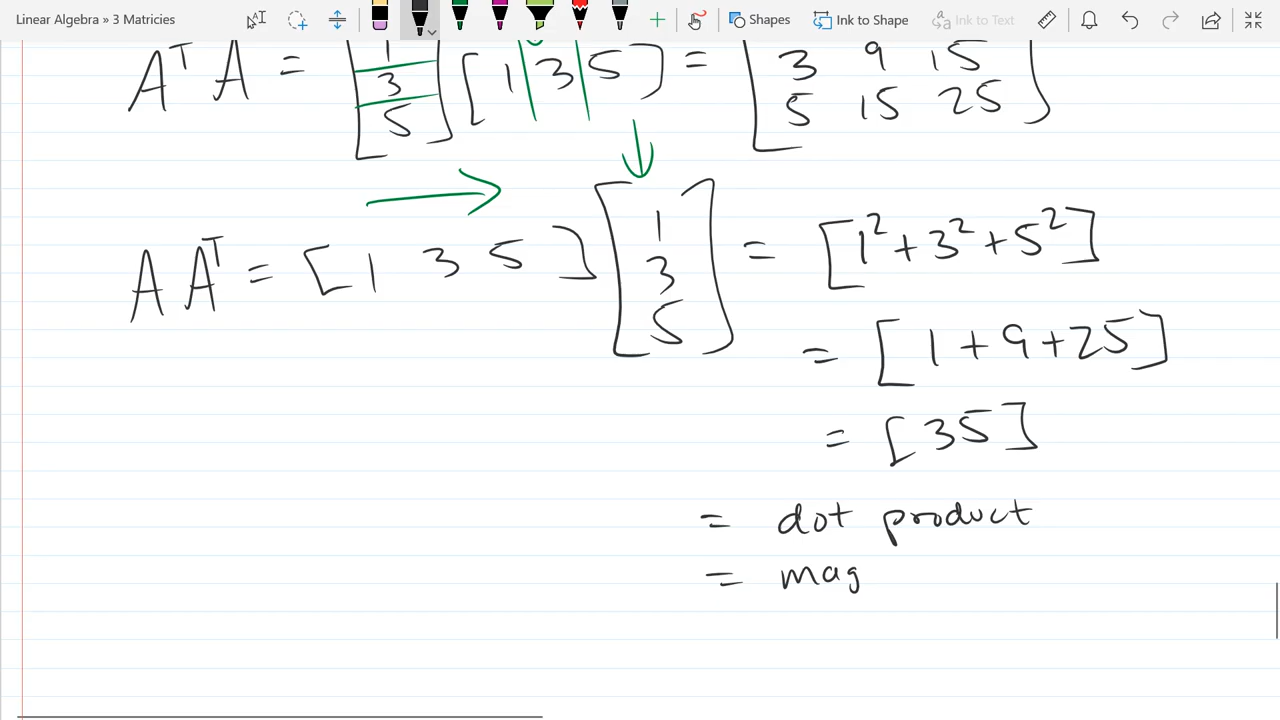 Linear Algebra » 3 Matricies Shapes Ink to Shape Ink to Text
Aᵀ A = [1 3 5] [1 3 5] = [3 9 15
5 15 25]
A Aᵀ = [1 3 5] [1 3 5] = [1² + 3² + 5²]
= [1 + 9 + 25]
= [35]
= dot product
= mag